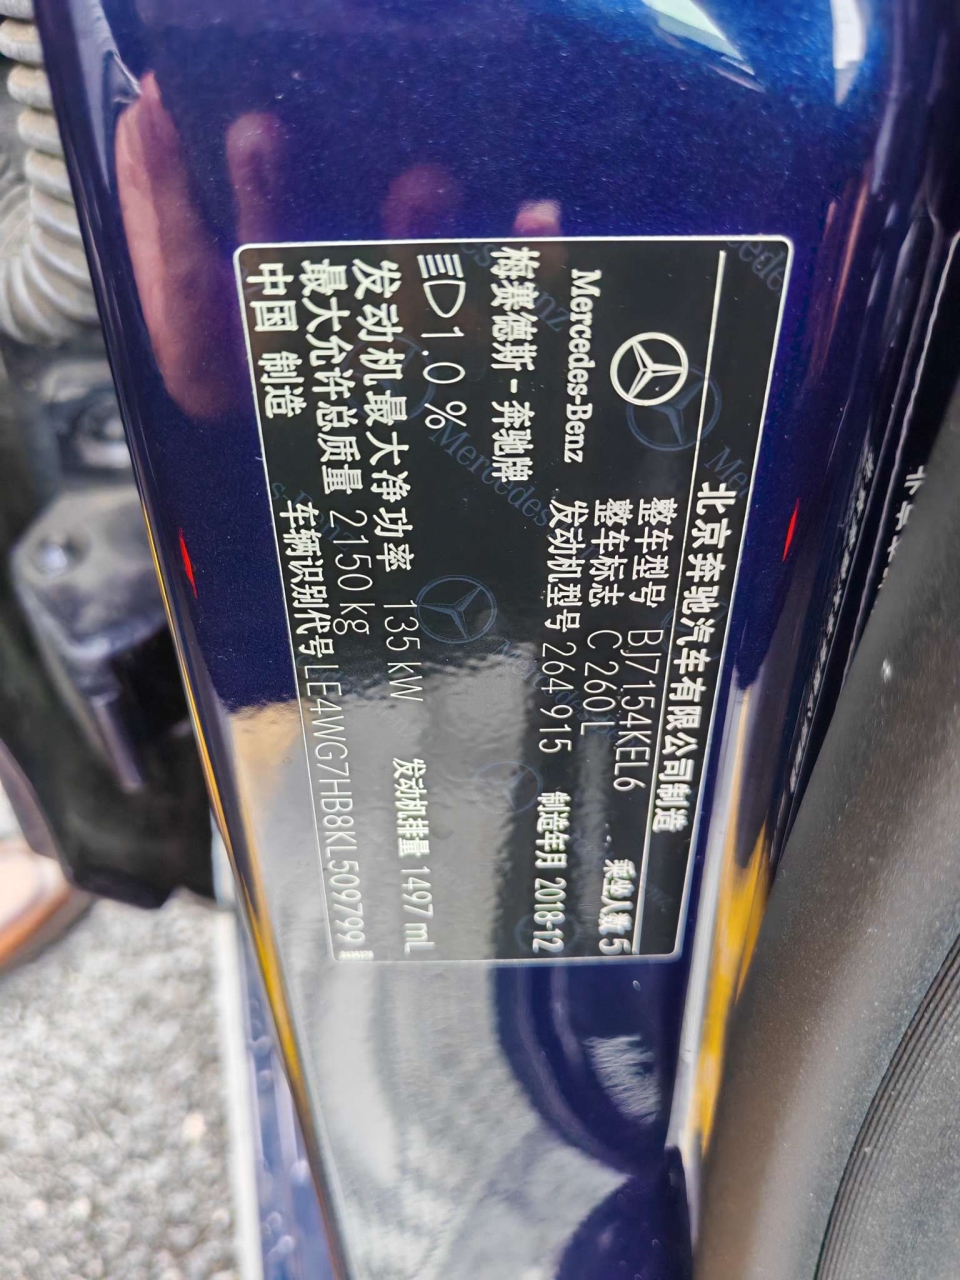 北京奔驰汽车有限公司制造
Mercedes-Benz
整车型号 BJ7154KEL6 乘坐人数 5
整车标志 C 260 L
梅赛德斯-奔驰牌 发动机型号 264 915 制造年月 2018-12
1.0 %
发动机最大净功率 135 kW 发动机排量 1497 mL
最大允许总质量 2150 kg
中国 制造 车辆识别代号 LE4WG7HB8KL509799